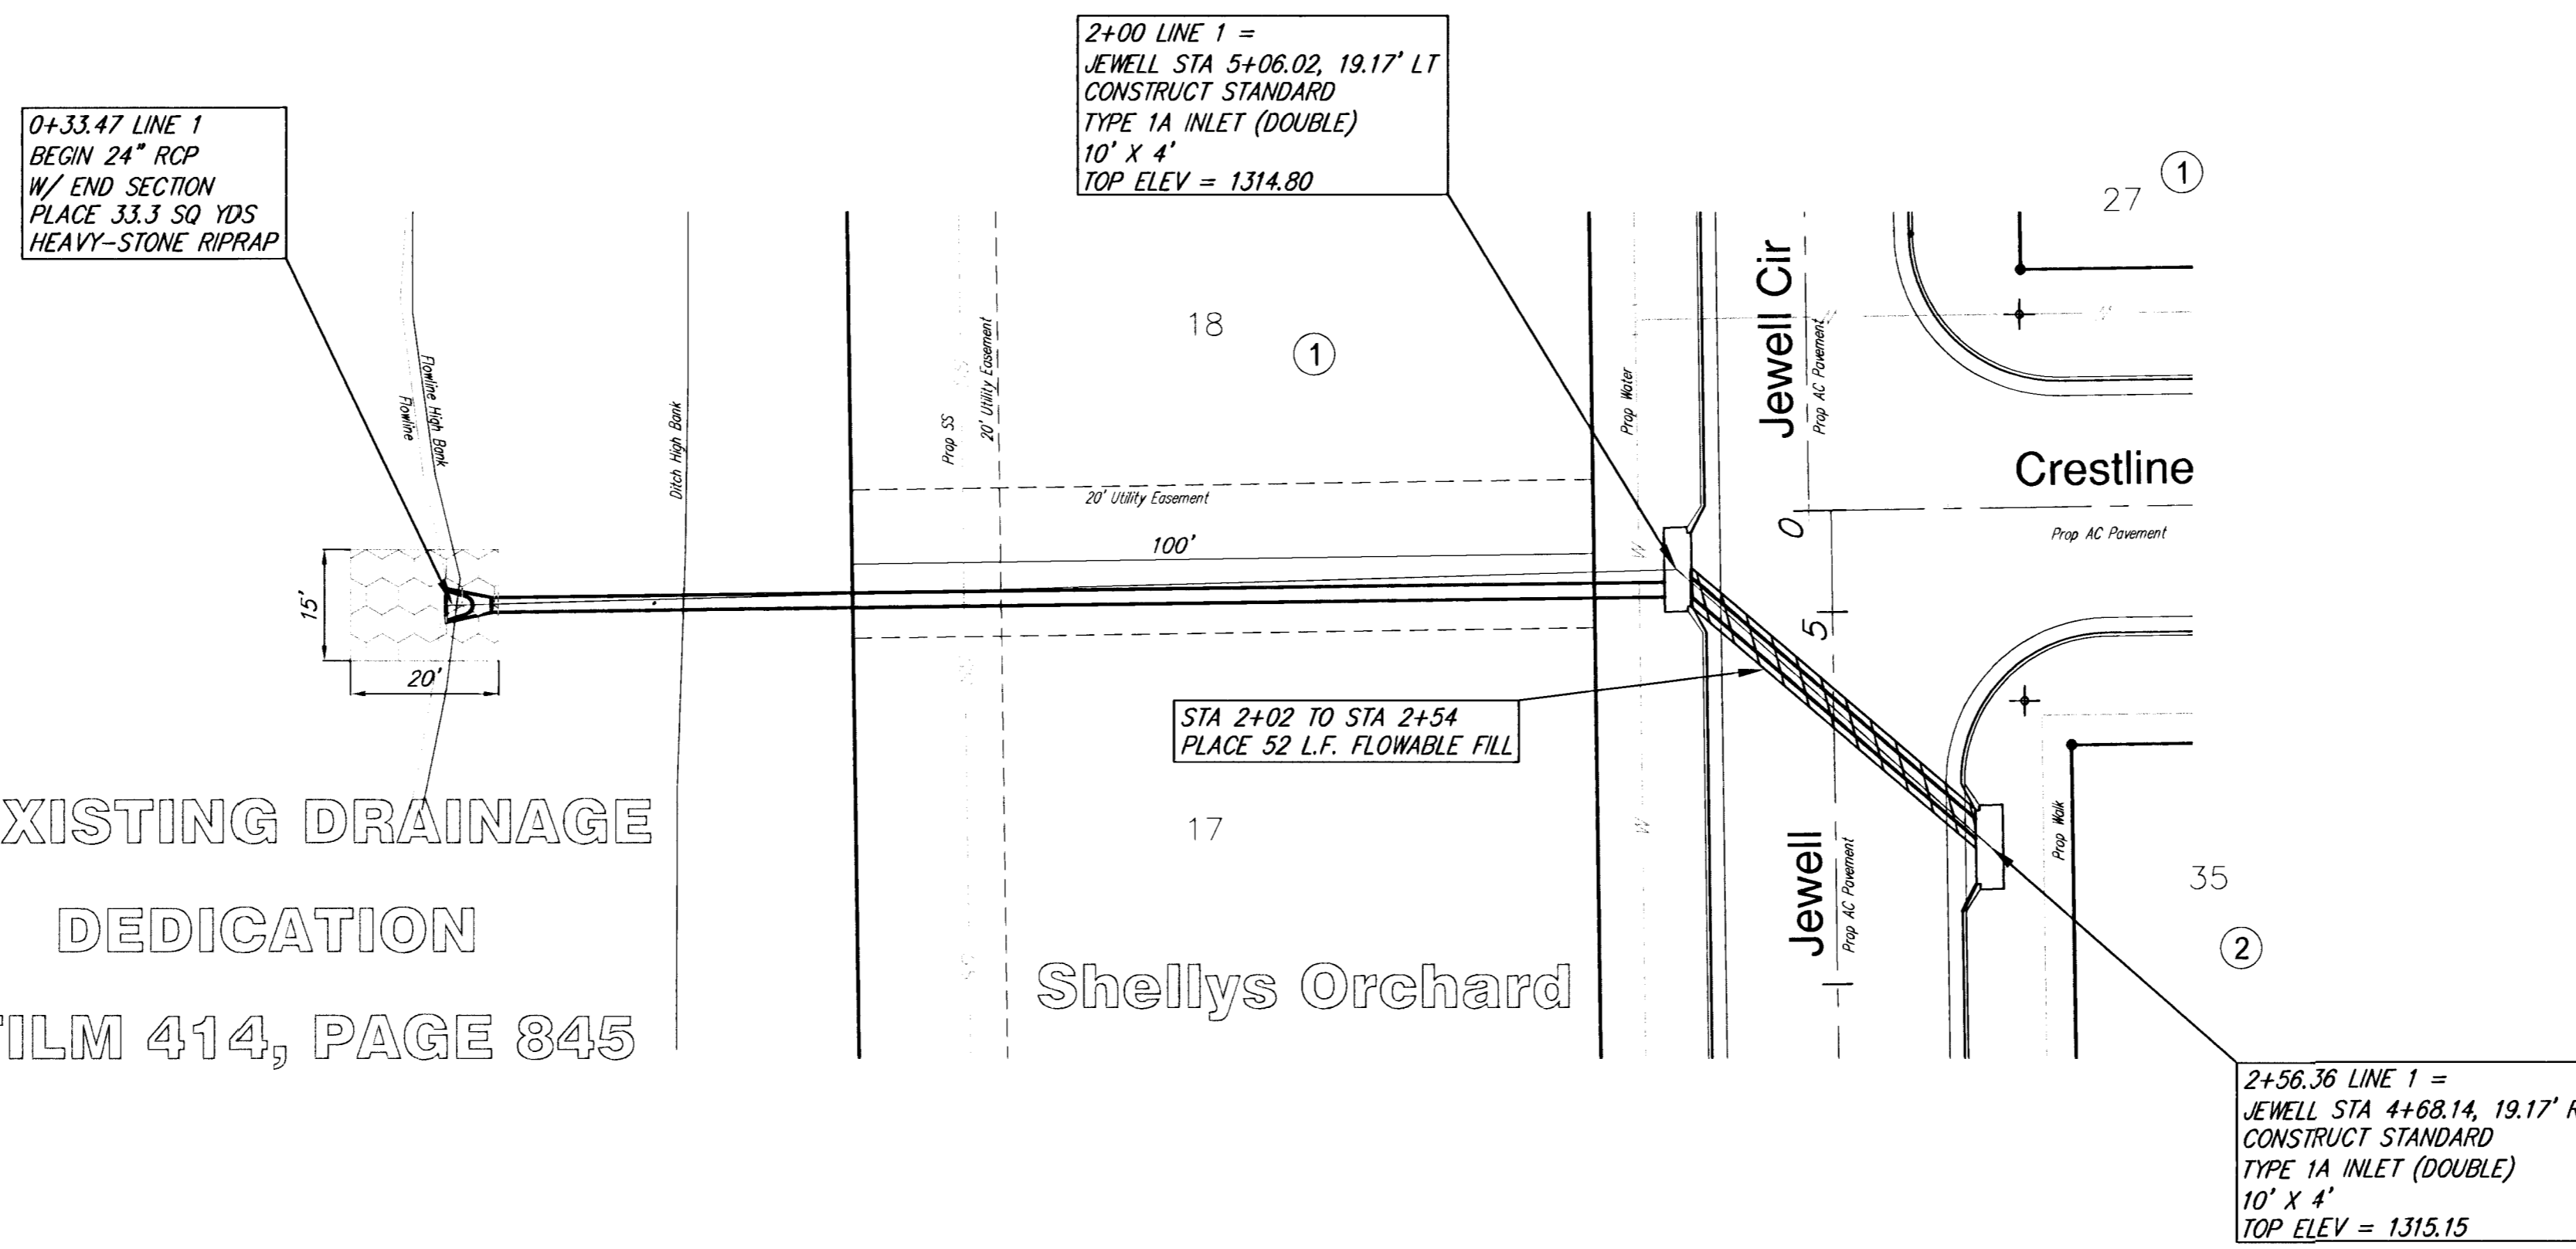 2+00 LINE 1 =
JEWELL STA 5+06.02, 19.17' LT
CONSTRUCT STANDARD
TYPE 1A INLET (DOUBLE)
10' X 4'
TOP ELEV = 1314.80
0+33.47 LINE 1
BEGIN 24" RCP
W/ END SECTION
PLACE 33.3 SQ YDS
HEAVY-STONE RIPRAP
27
1
18
1
Flowline High Bank
Flowline
Ditch High Bank
Prop SS
20' Utility Easement
Prop Water
Jewell Cir
Prop AC Pavement
W
Crestline
Prop AC Pavement
20' Utility Easement
100'
W
0
5
15'
20'
STA 2+02 TO STA 2+54
PLACE 52 L.F. FLOWABLE FILL
XISTING DRAINAGE
DEDICATION
ILM 414, PAGE 845
17
W
Jewell
Prop AC Pavement
Prop Walk
35
2
Shellys Orchard
2+56.36 LINE 1 =
JEWELL STA 4+68.14, 19.17' R
CONSTRUCT STANDARD
TYPE 1A INLET (DOUBLE)
10' X 4'
TOP ELEV = 1315.15